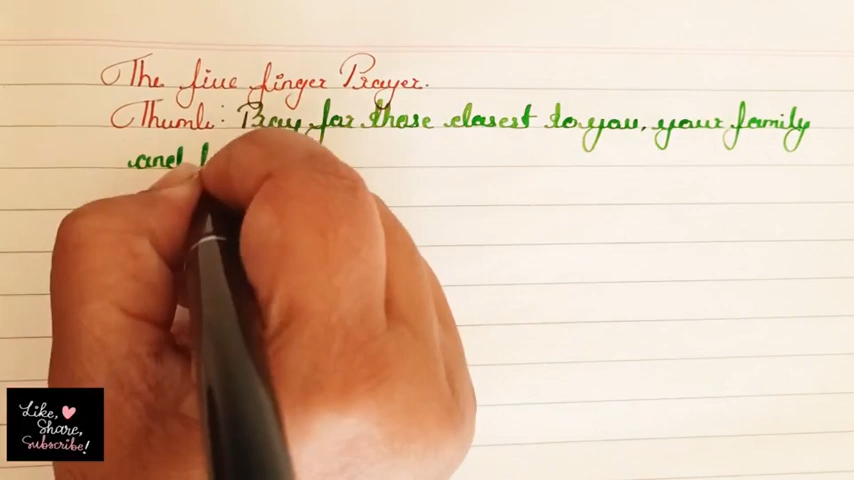 The five finger Prayer.
Thumb: Pray for those closest to you, your family
and
Like,
Share,
Subscribe!